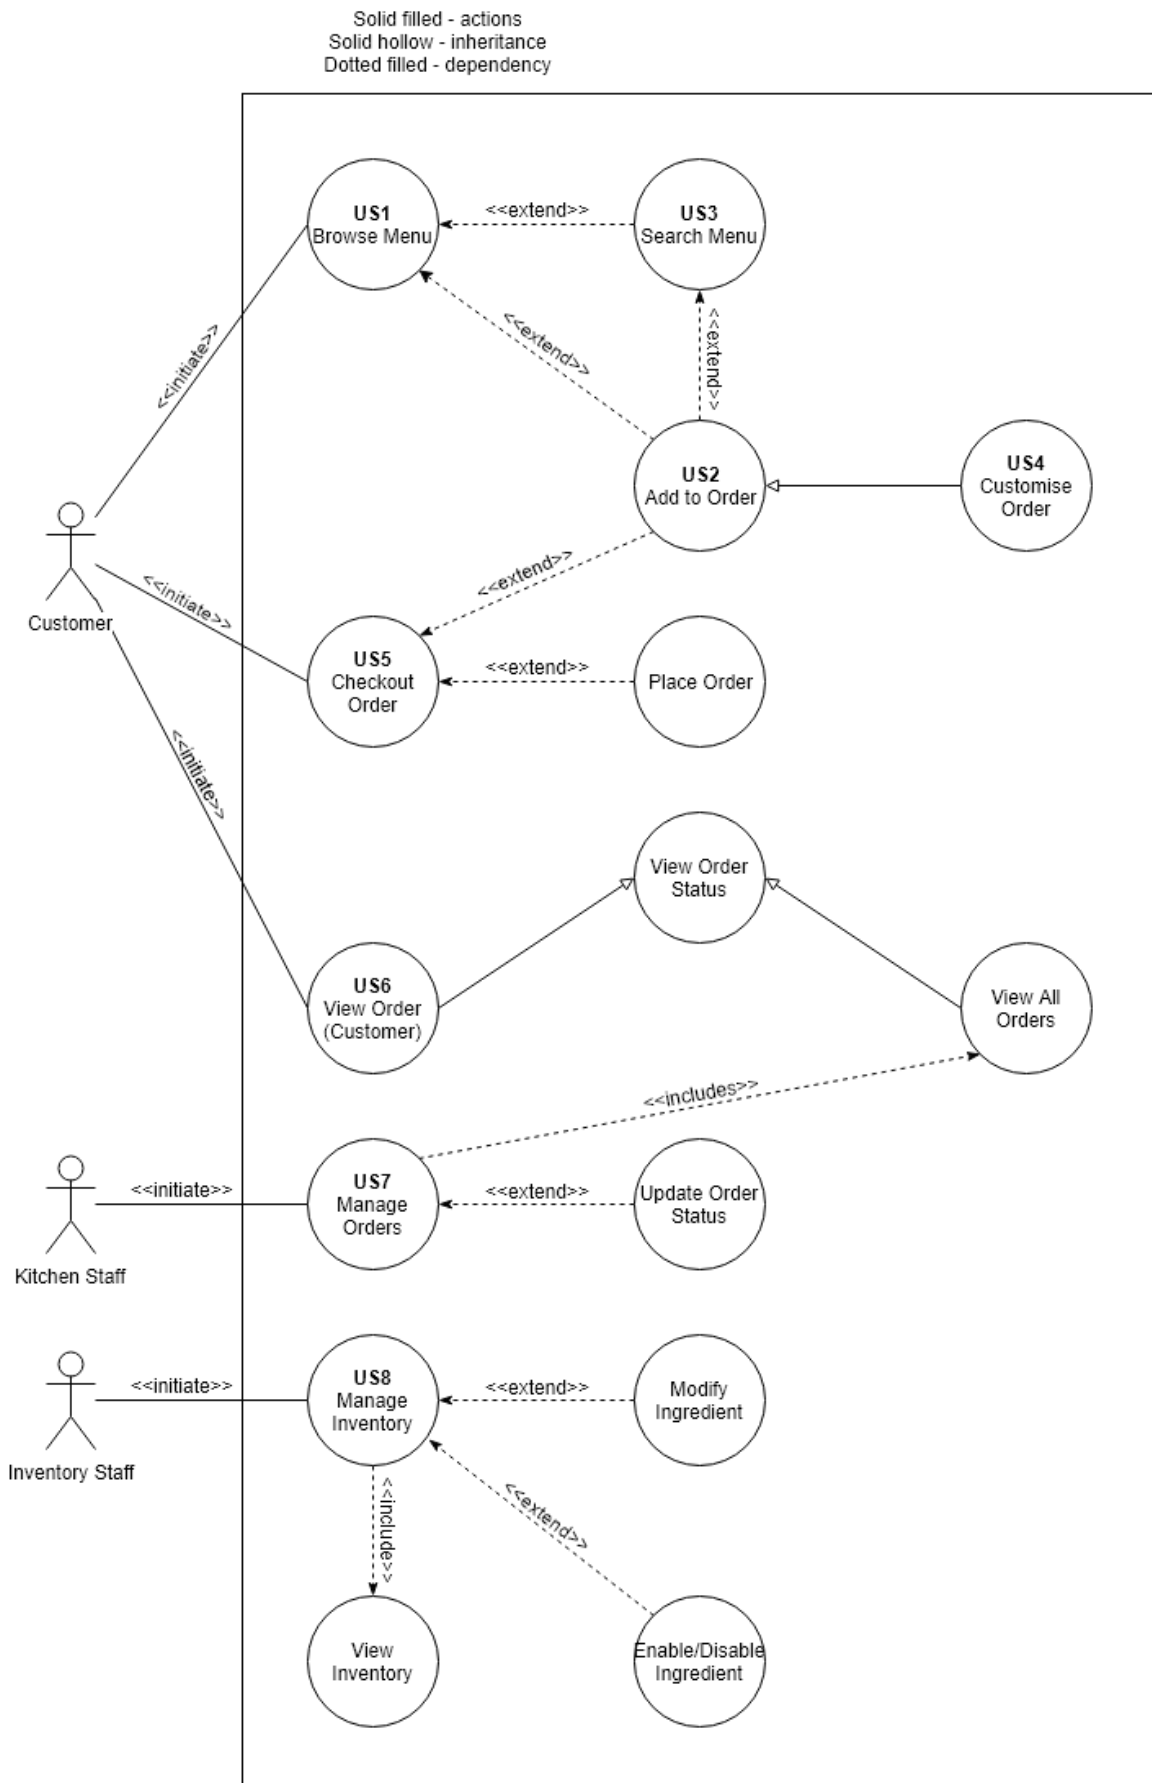 Solid filled - actions
Solid hollow - inheritance
Dotted filled - dependency
US1
Browse Menu
<<extend>>
US3
Search Menu
<<initiate>>
<<extend>>
<<extend>>
US2
Add to Order
US4
Customise
Order
Customer
<<initiate>>
<<extend>>
US5
Checkout
Order
<<extend>>
Place Order
<<initiate>>
View Order
Status
US6
View Order
(Customer)
View All
Orders
<<includes>>
Kitchen Staff
<<initiate>>
US7
Manage
Orders
<<extend>>
Update Order
Status
Inventory Staff
<<initiate>>
US8
Manage
Inventory
<<extend>>
Modify
Ingredient
<<include>>
<<extend>>
View
Inventory
Enable/Disable
Ingredient